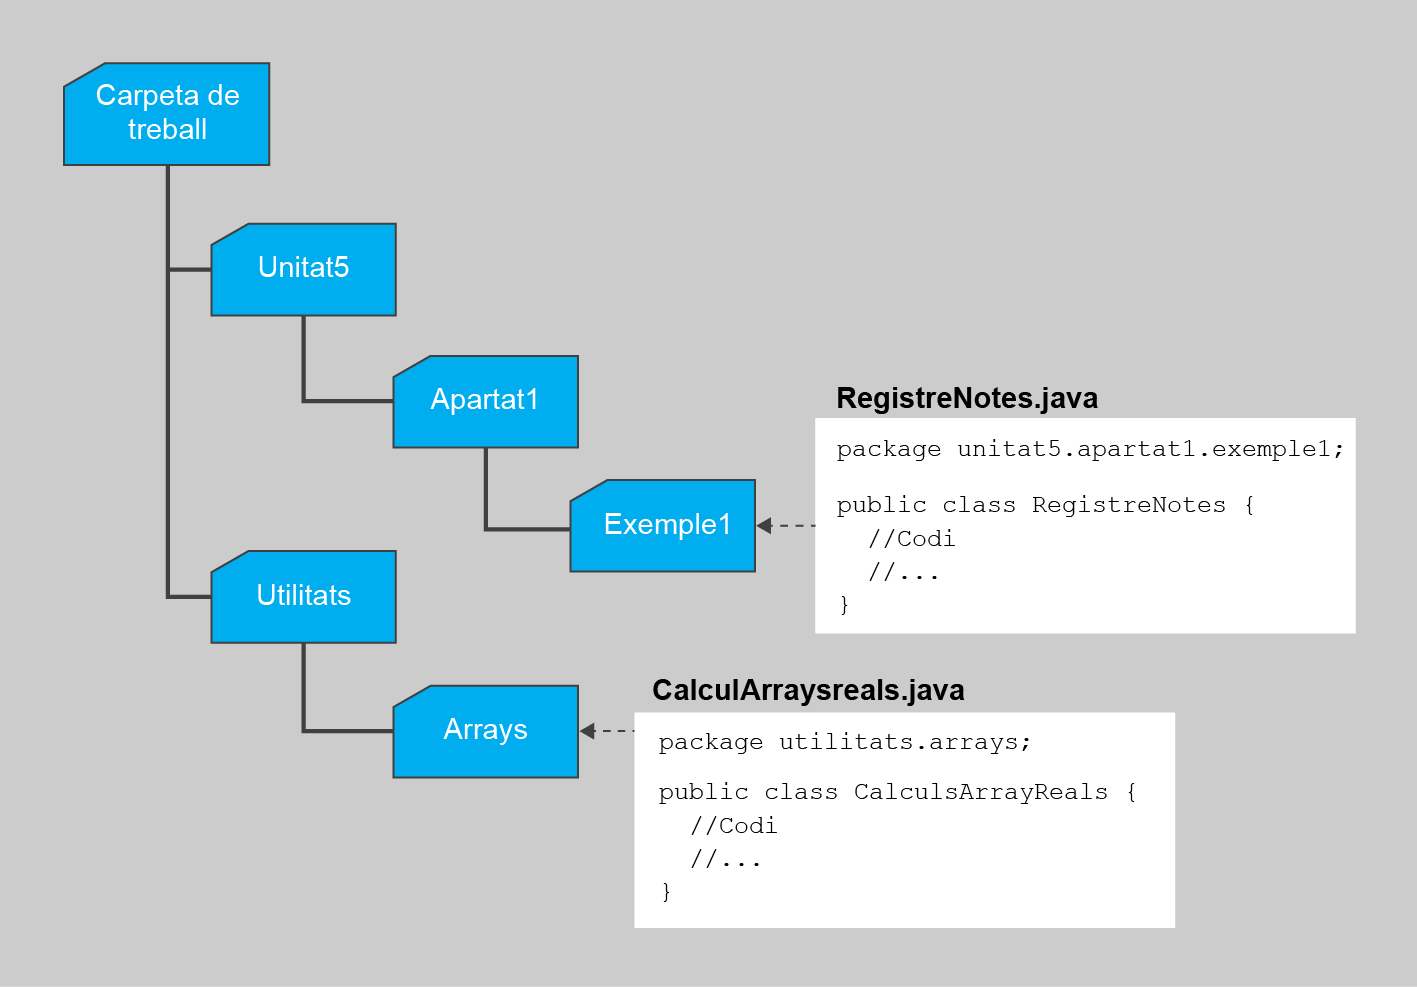 Carpeta de
treball
Unitat5
Apartat1
Exemple1
RegistreNotes.java
package unitat5.apartat1.exemple1;
public class RegistreNotes {
//Codi
//...
}
Utilitats
Arrays
CalculArraysreals.java
package utilitats.arrays;
public class CalculsArrayReals {
//Codi
//...
}